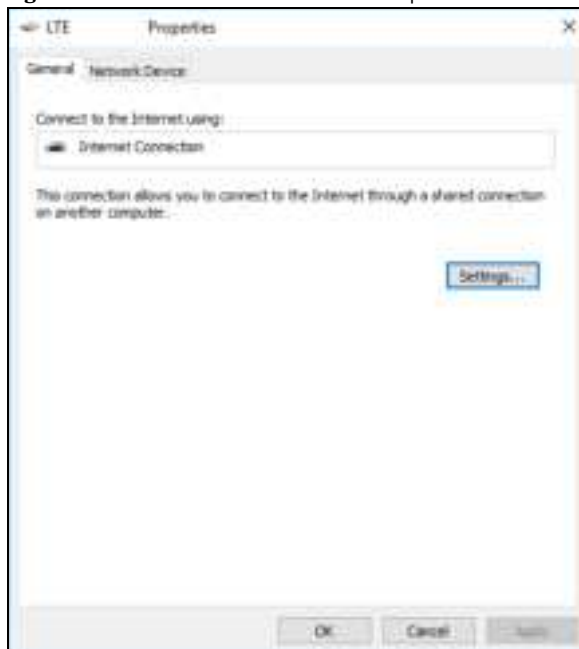 LTE Properties
General Network Device
Connect to the Internet using:
Internet Connection
This connection allows you to connect to the Internet through a shared connection
on another computer.
Settings...
OK Cancel Apply